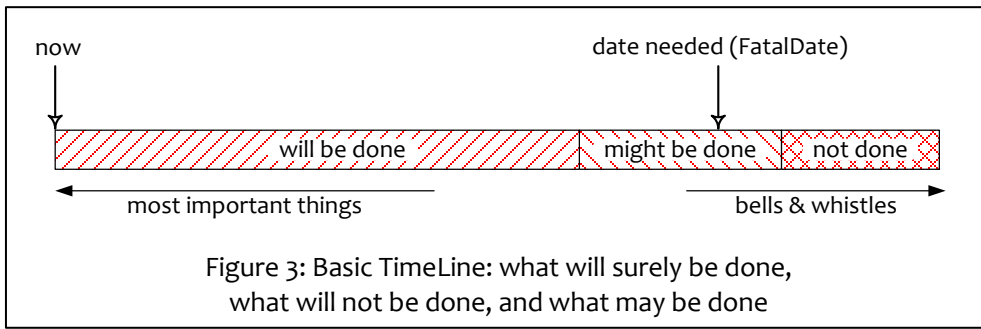 now
date needed (FatalDate)
will be done
might be done
not done
most important things
bells & whistles
Figure 3: Basic TimeLine: what will surely be done,
what will not be done, and what may be done